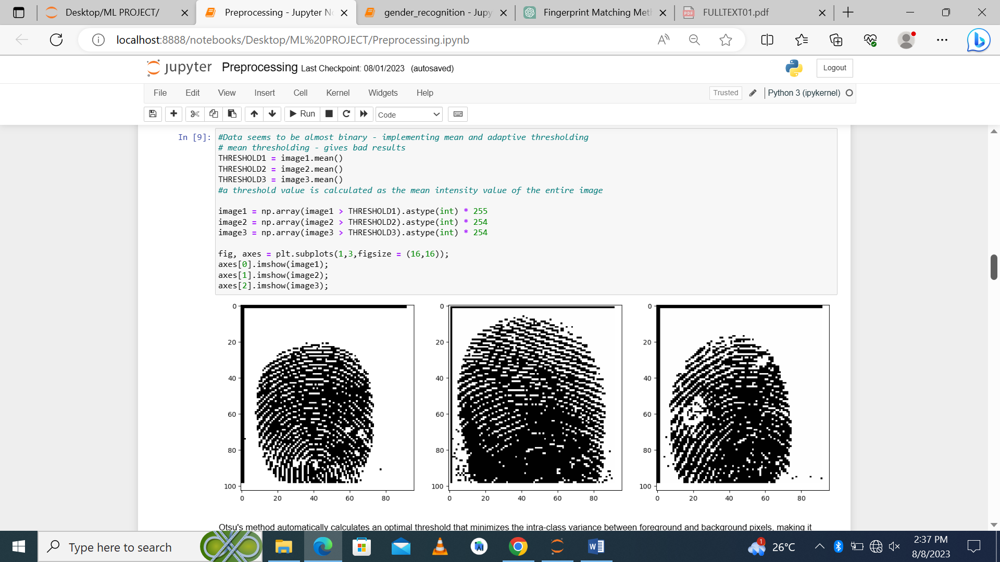 Desktop/ML PROJECT/
Preprocessing - Jupyter No
gender_recognition - Jupy
Fingerprint Matching Meth
PDF
FULLTEXT01.pdf
localhost:8888/notebooks/Desktop/ML%20PROJECT/Preprocessing.ipynb
jupyter Preprocessing Last Checkpoint: 08/01/2023 (autosaved)
Logout
File Edit View Insert Cell Kernel Widgets Help
Trusted Python 3 (ipykernel)
Run Code
In [9]:
#Data seems to be almost binary - implementing mean and adaptive thresholding
# mean thresholding - gives bad results
THRESHOLD1 = image1.mean()
THRESHOLD2 = image2.mean()
THRESHOLD3 = image3.mean()
#a threshold value is calculated as the mean intensity value of the entire image
image1 = np.array(image1 > THRESHOLD1).astype(int) * 255
image2 = np.array(image2 > THRESHOLD2).astype(int) * 254
image3 = np.array(image3 > THRESHOLD3).astype(int) * 254
fig, axes = plt.subplots(1,3,figsize = (16,16));
axes[0].imshow(image1);
axes[1].imshow(image2);
axes[2].imshow(image3);
0
20
40
60
80
100
0 20 40 60 80
0
20
40
60
80
100
0 20 40 60 80
0
20
40
60
80
100
0 20 40 60 80
Otsu's method automatically calculates an optimal threshold that minimizes the intra-class variance between foreground and background pixels, making it
Type here to search
1
26°C
2:37 PM
8/8/2023